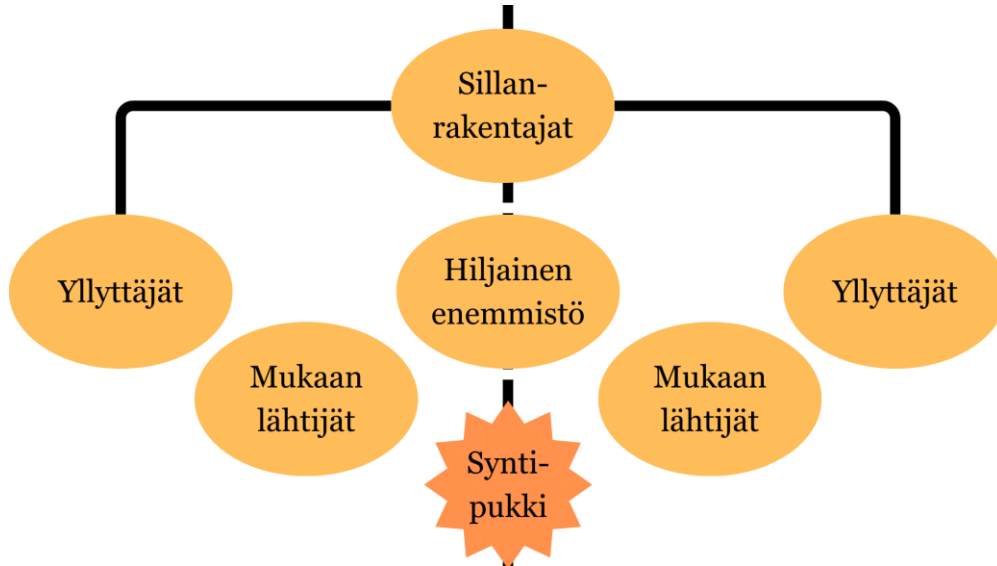 Sillan-
rakentajat
Yllyttäjät
Hiljainen
enemmistö
Yllyttäjät
Mukaan
lähtijät
Mukaan
lähtijät
Synti-
pukki